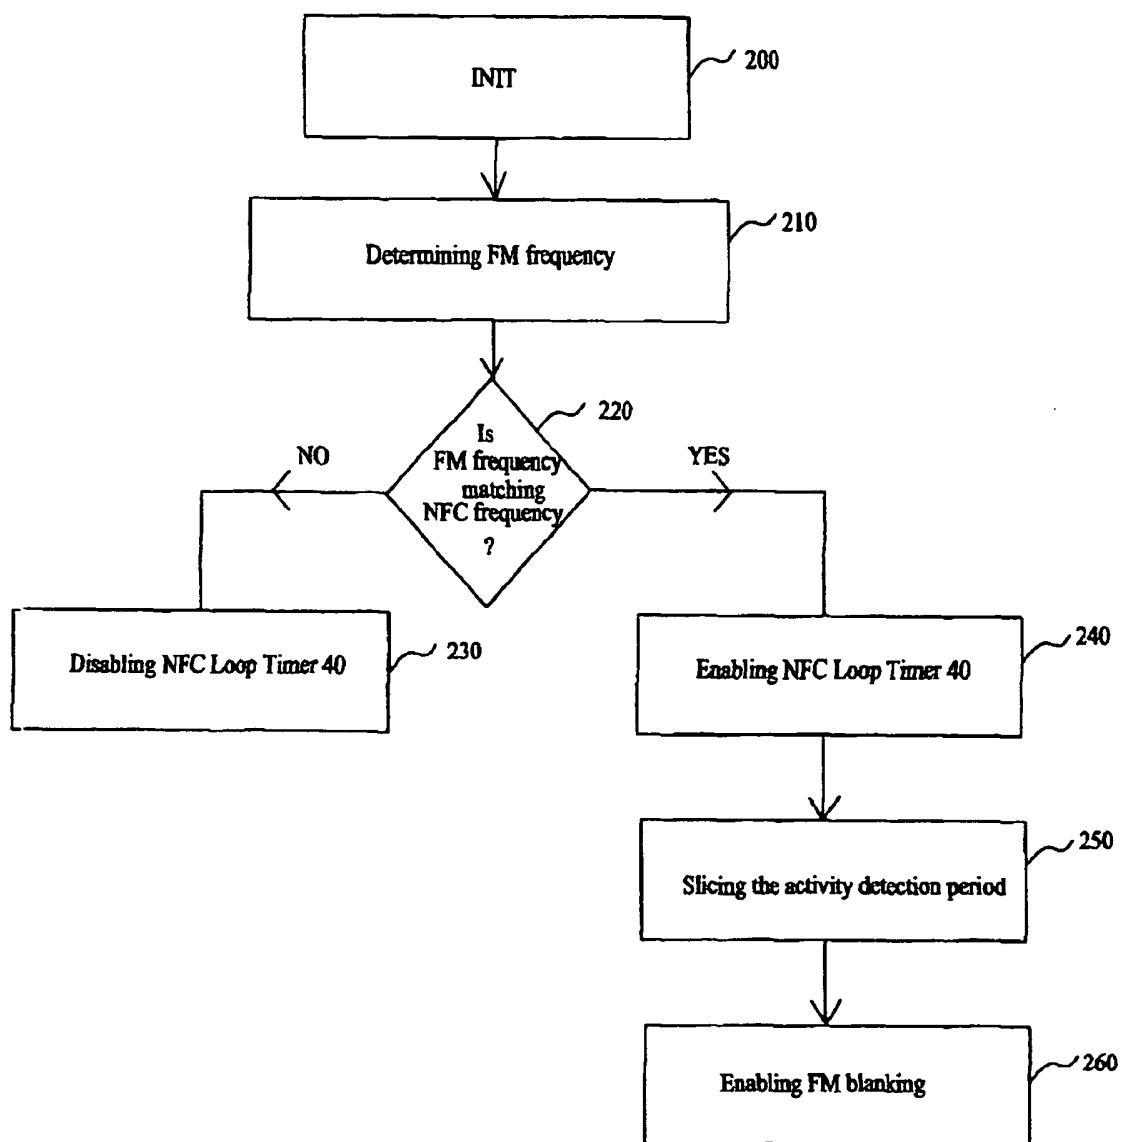 INIT
200
Determining FM frequency
210
Is
FM frequency
matching
NFC frequency
?
220
NO
YES
Disabling NFC Loop Timer 40
230
Enabling NFC Loop Timer 40
240
Slicing the activity detection period
250
Enabling FM blanking
260